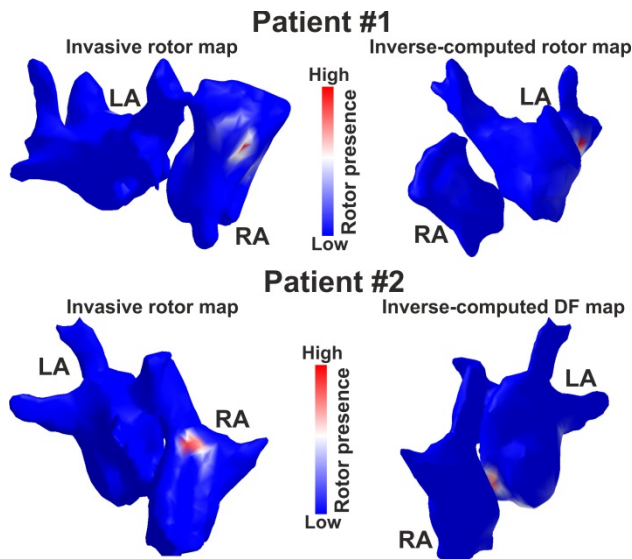 Patient #1
Invasive rotor map
Inverse-computed rotor map
LA
High
Rotor presence
Low
RA
LA
RA
Patient #2
Invasive rotor map
Inverse-computed DF map
LA
RA
High
Rotor presence
Low
LA
RA